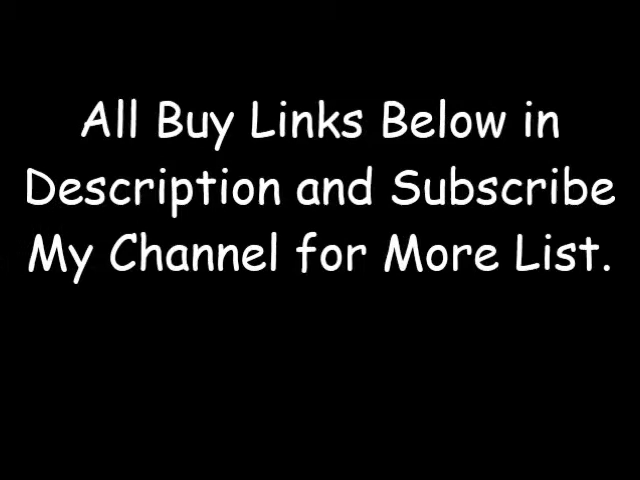 All Buy Links Below in
Description and Subscribe
My Channel for More List.